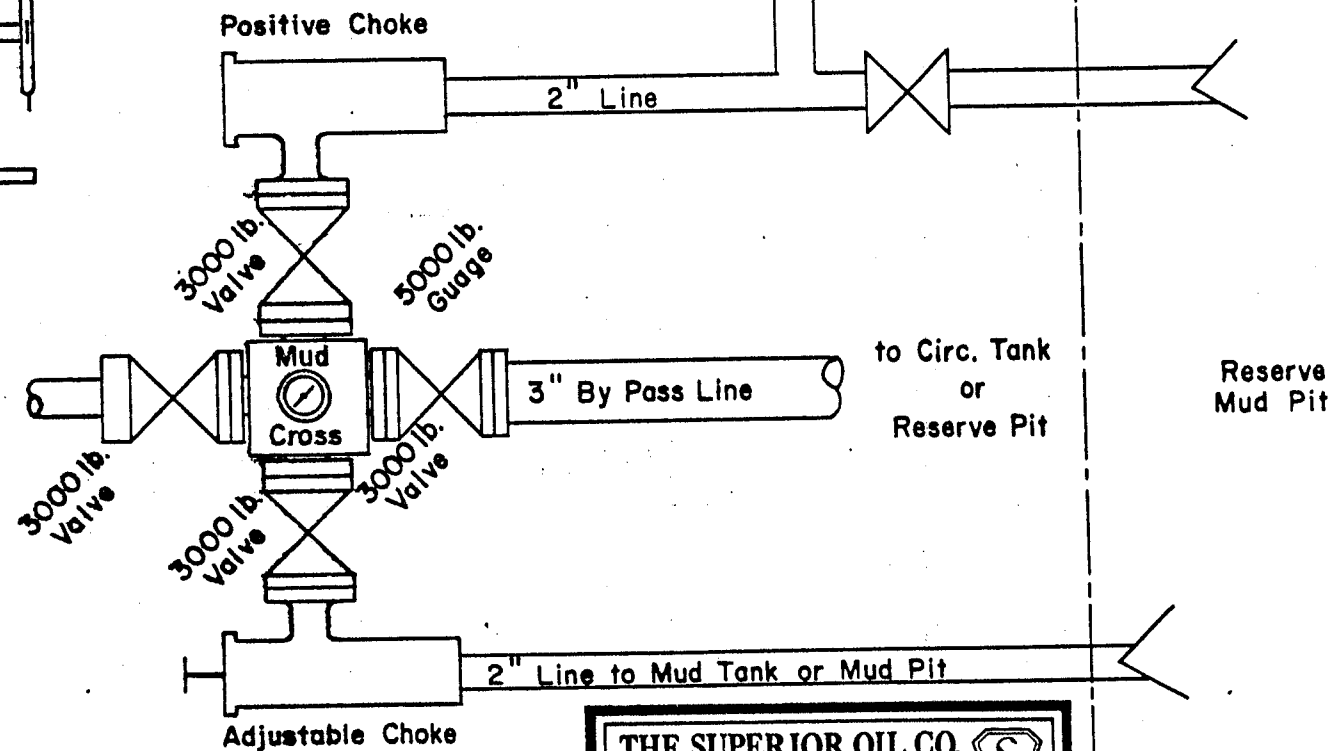 Positive Choke
2" Line
3000 lb.
Valve
5000 lb.
Guage
Mud
Cross
3" By Pass Line
to Circ. Tank
or
Reserve Pit
Reserve
Mud Pit
3000 lb.
Valve
3000 lb.
Valve
3000 lb.
Valve
2" Line to Mud Tank or Mud Pit
Adjustable Choke
THE SUPERIOR OIL CO.
S